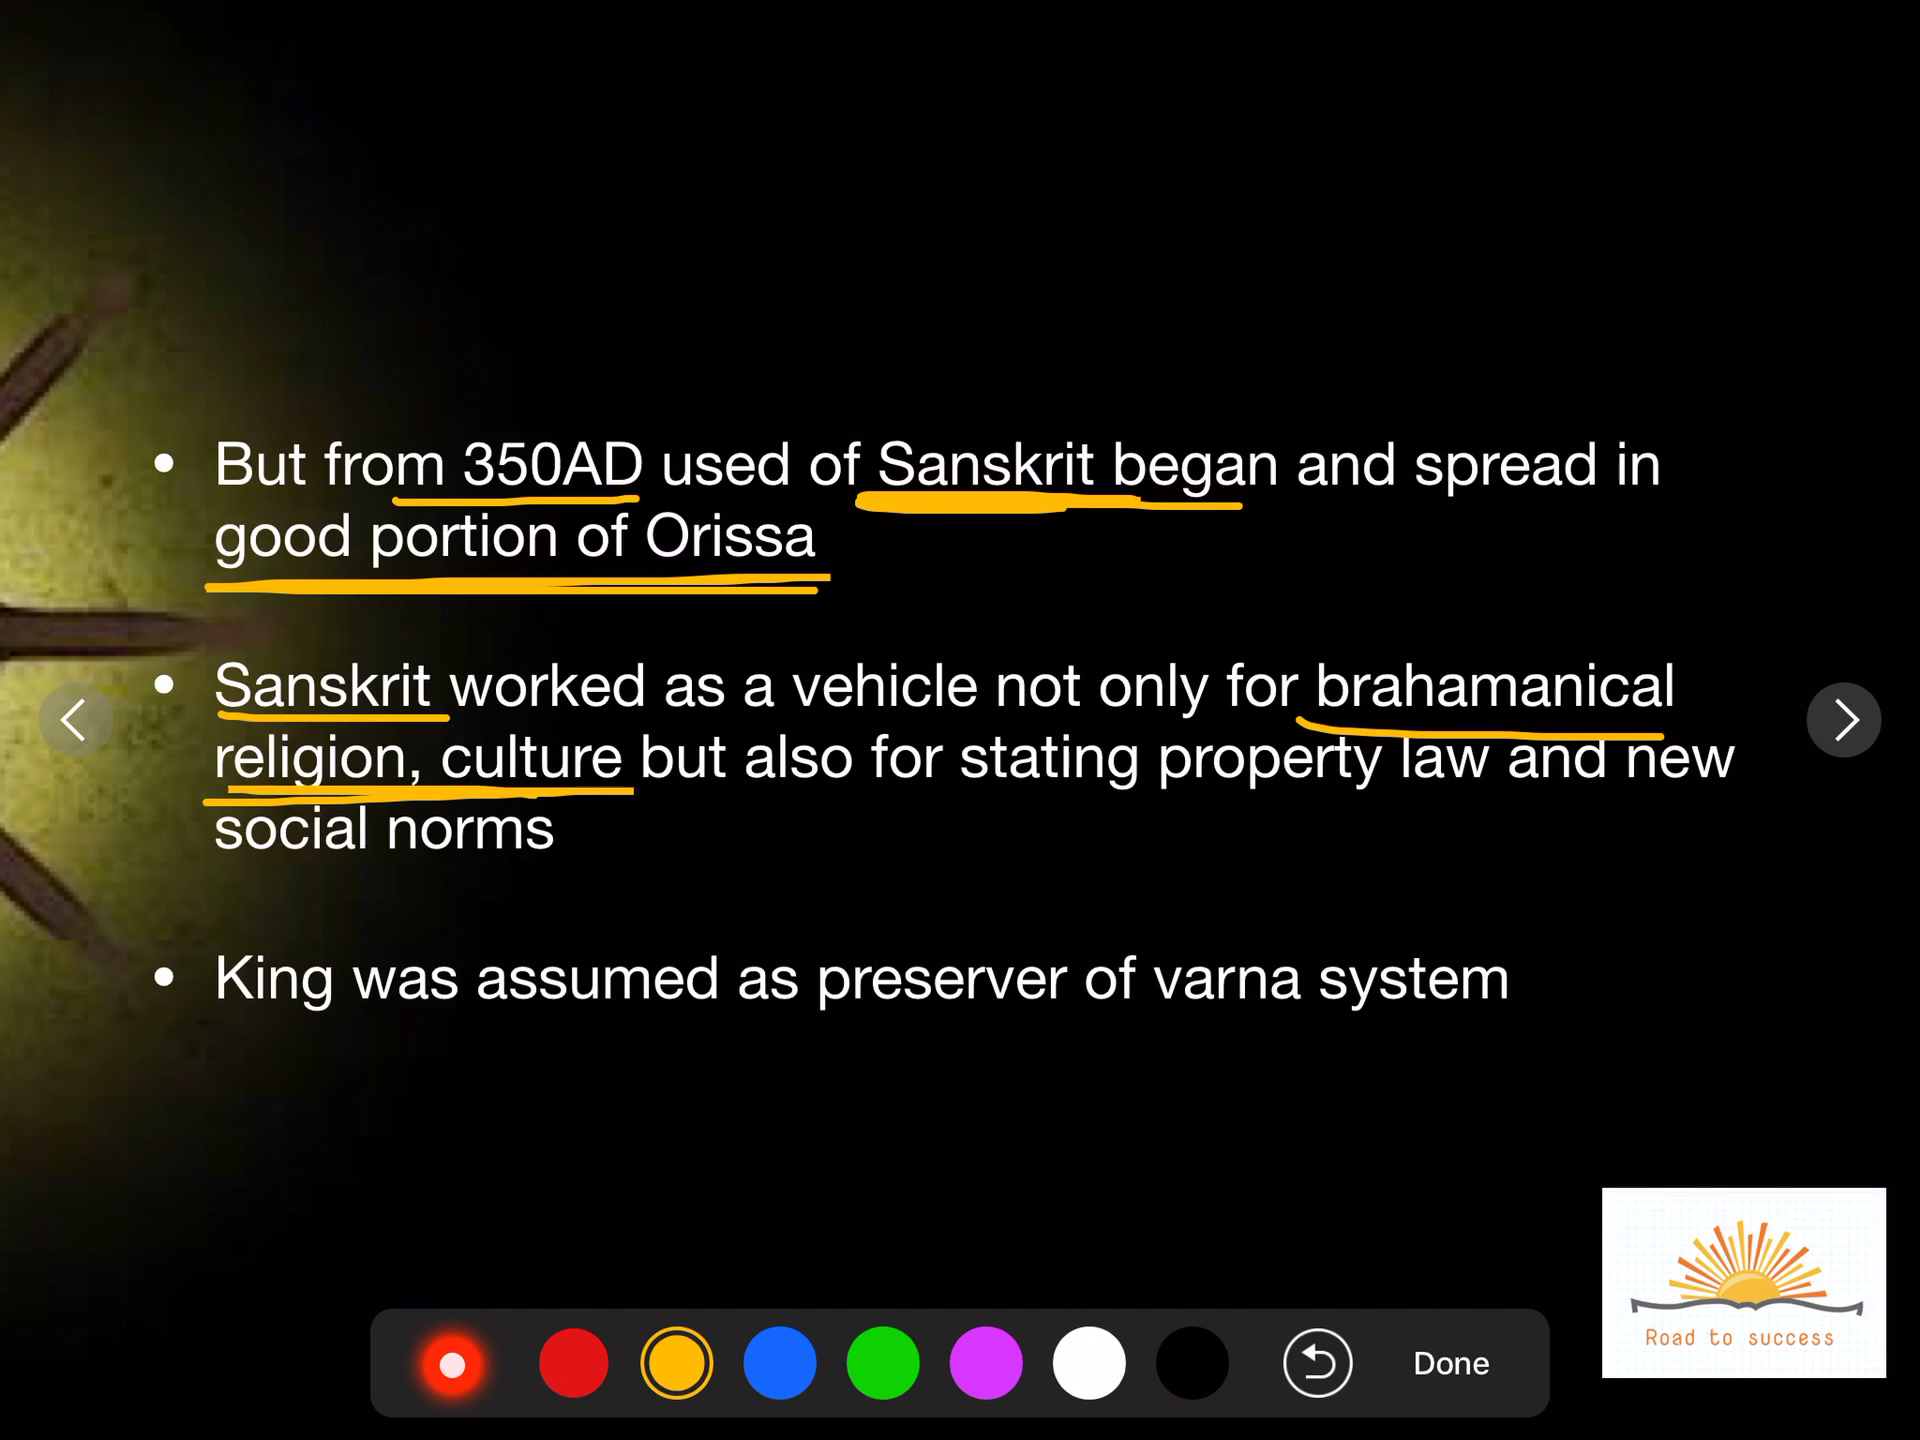 • But from 350AD used of Sanskrit began and spread in
good portion of Orissa
• Sanskrit worked as a vehicle not only for brahamanical
religion, culture but also for stating property law and new
social norms
• King was assumed as preserver of varna system
Road to success
Done